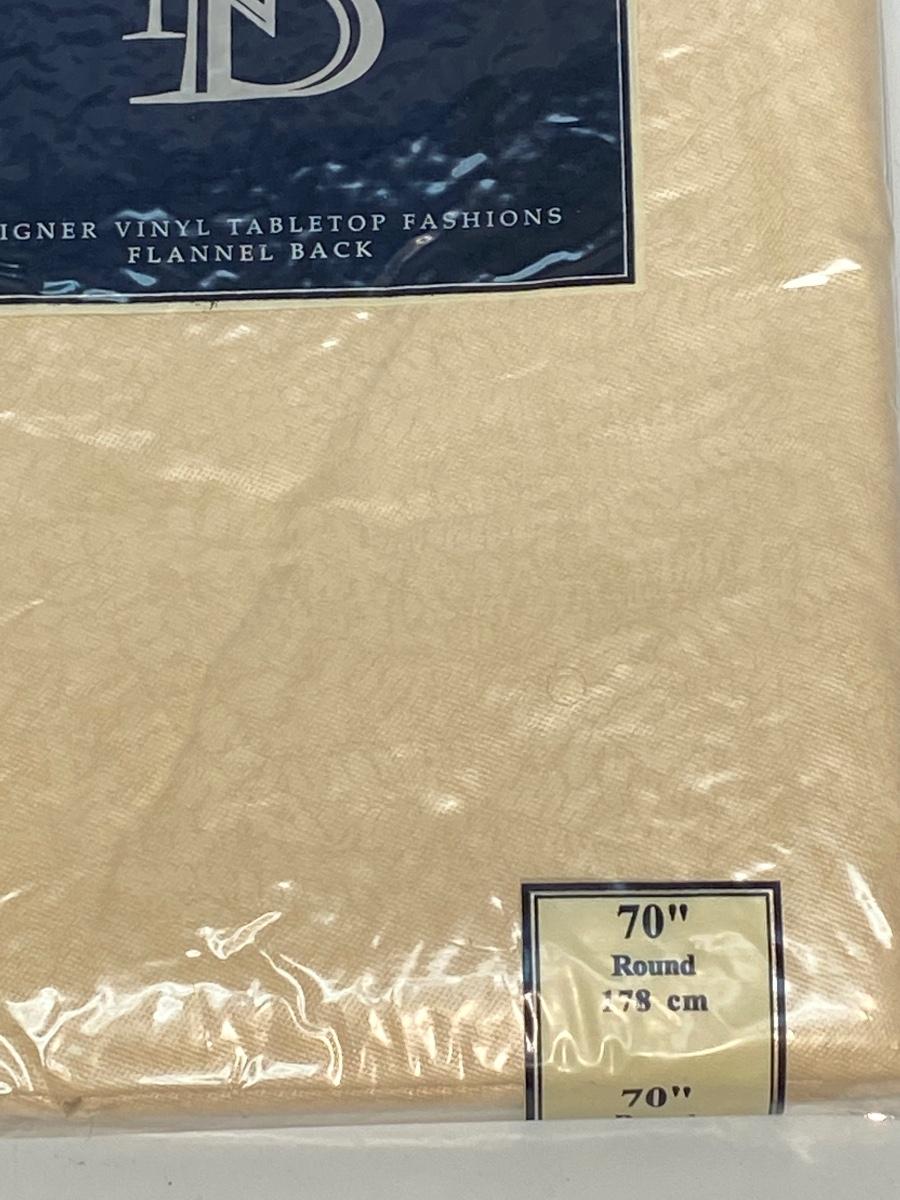 IGNER VINYL TABLETOP FASHIONS
FLANNEL BACK
70"
Round
178 cm
70"